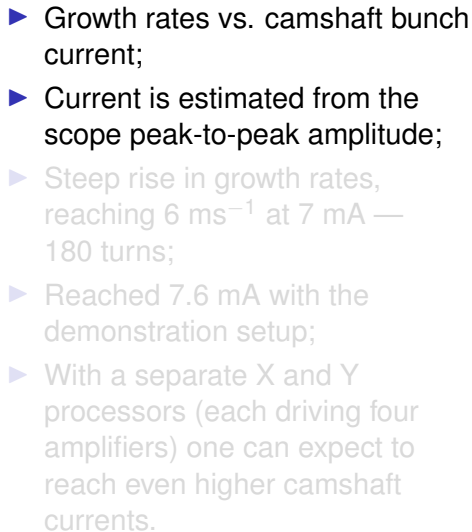 ▶ Growth rates vs. camshaft bunch
current;
▶ Current is estimated from the
scope peak-to-peak amplitude;
▶ Steep rise in growth rates,
reaching 6 ms⁻¹ at 7 mA —
180 turns;
▶ Reached 7.6 mA with the
demonstration setup;
▶ With a separate X and Y
processors (each driving four
amplifiers) one can expect to
reach even higher camshaft
currents.